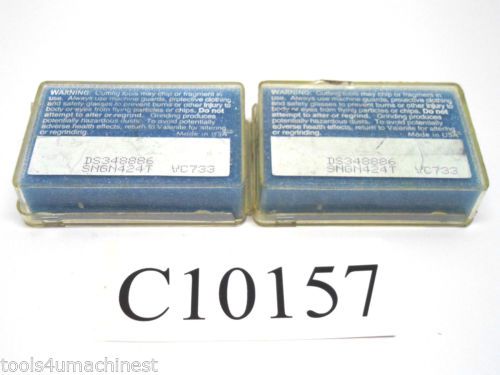 WARNING: Cutting tools may chip or fragment in
use. Always use machine guards, protective clothing
and safety glasses to prevent burns or other injury to
body or eyes from flying particles or chips. Do not
attempt to alter or regrind. Grinding produces
potentially hazardous dusts. To avoid potentially
adverse health effects, return to Valenite for altering
or regrinding. Made in USA
DS348886
SNGN424T VC733
WARNING: Cutting tools may chip or fragment in
use. Always use machine guards, protective clothing
and safety glasses to prevent burns or other injury to
body or eyes from flying particles or chips. Do not
attempt to alter or regrind. Grinding produces
potentially hazardous dusts. To avoid potentially
adverse health effects, return to Valenite for altering
or regrinding. Made in USA
DS348886
SNGN424T VC733
C10157
tools4umachinest